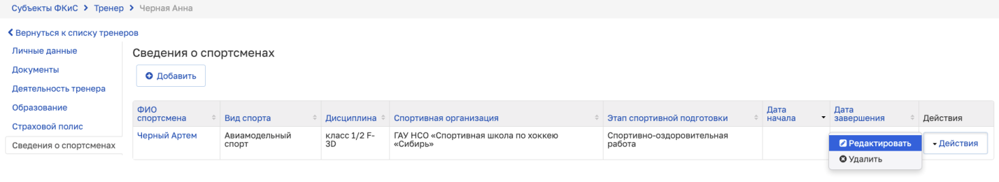 Субъекты ФКиС > Тренер > Черная Анна
Вернуться к списку тренеров
Личные данные
Документы
Деятельность тренера
Образование
Страховой полис
Сведения о спортсменах
Сведения о спортсменах
Добавить
ФИО
спортсмена
Вид спорта
Дисциплина
Спортивная организация
Этап спортивной подготовки
Дата
начала
Дата
завершения
Действия
Черный Артем
Авиамодельный
спорт
класс 1/2 F-
3D
ГАУ НСО «Спортивная школа по хоккею
«Сибирь»
Спортивно-оздоровительная
работа
Редактировать
Удалить
Действия